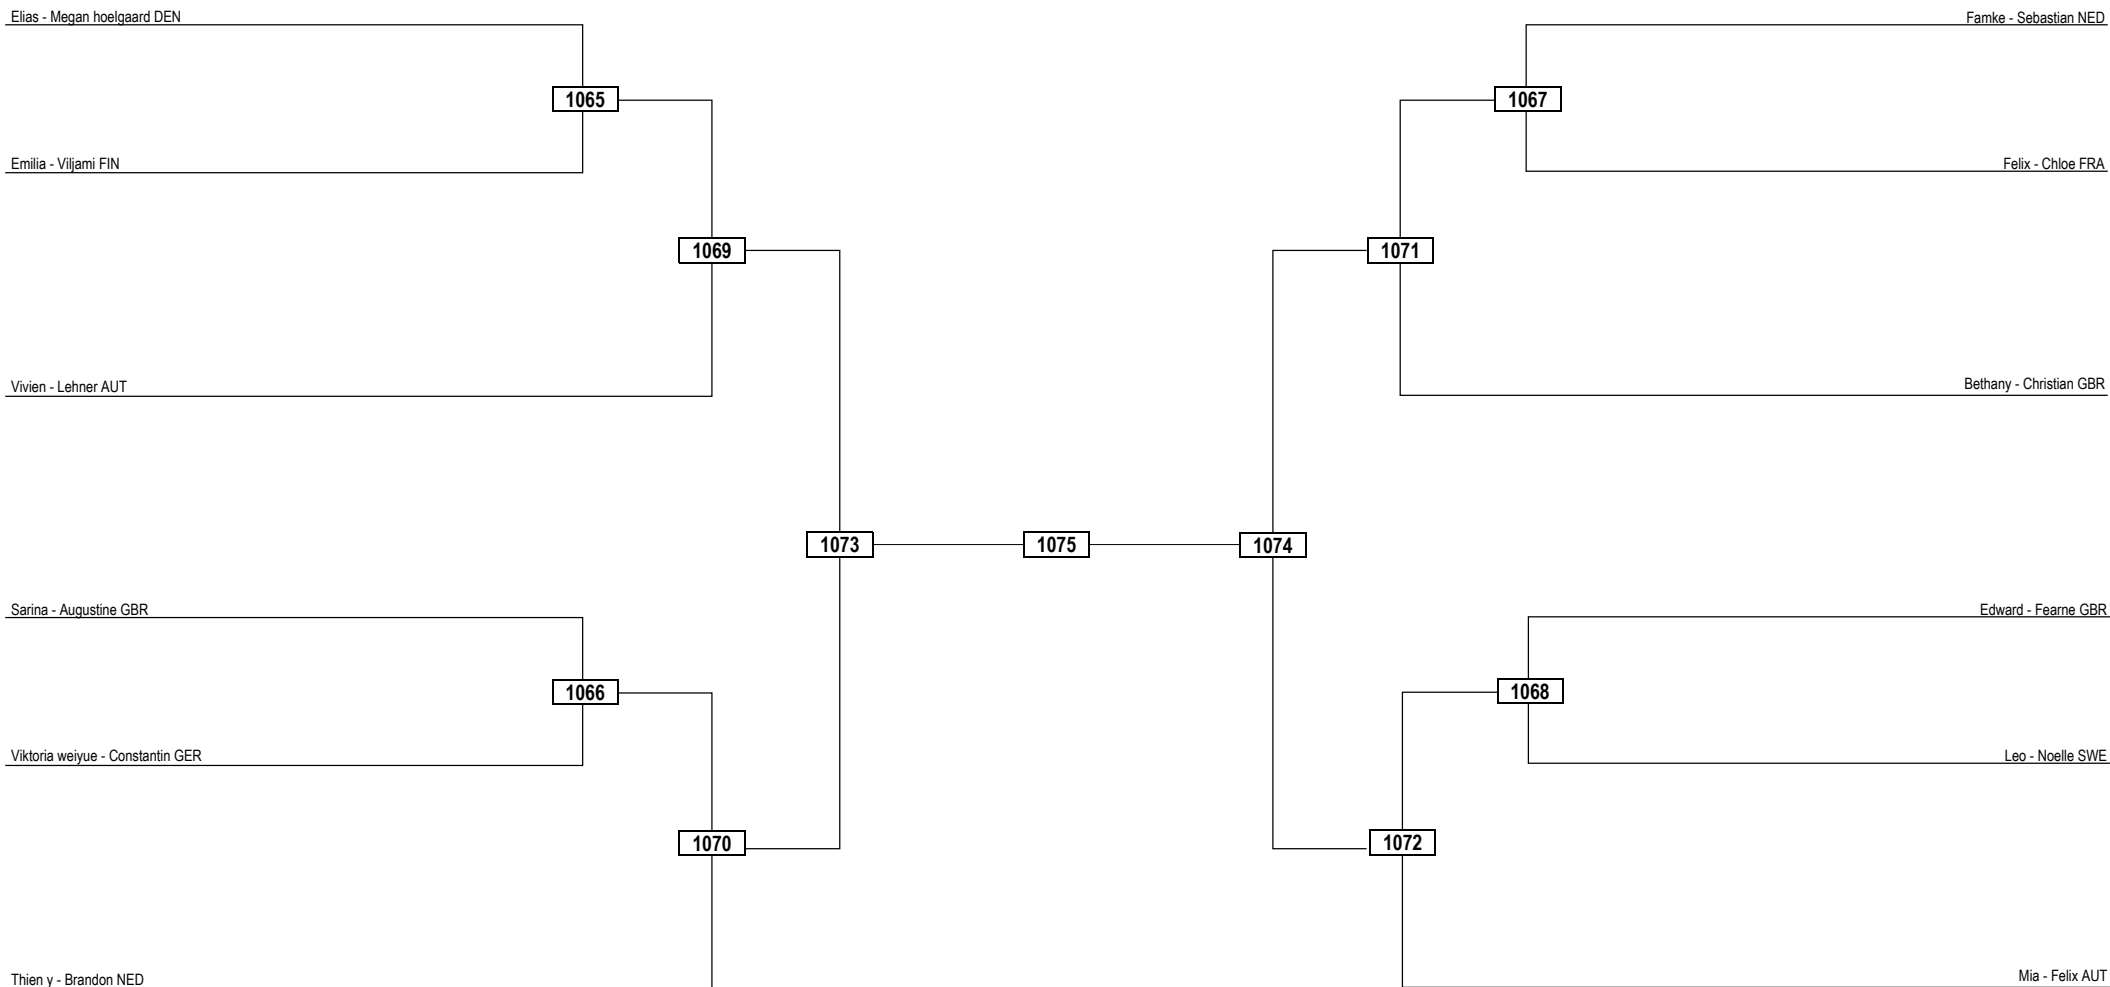 Elias - Megan hoelgaard DEN
Famke - Sebastian NED
1065
1067
Emilia - Viljami FIN
Felix - Chloe FRA
1069
1071
Vivien - Lehner AUT
Bethany - Christian GBR
1073
1075
1074
Sarina - Augustine GBR
Edward - Fearne GBR
1066
1068
Viktoria weiyue - Constantin GER
Leo - Noelle SWE
1070
1072
Thien y - Brandon NED
Mia - Felix AUT